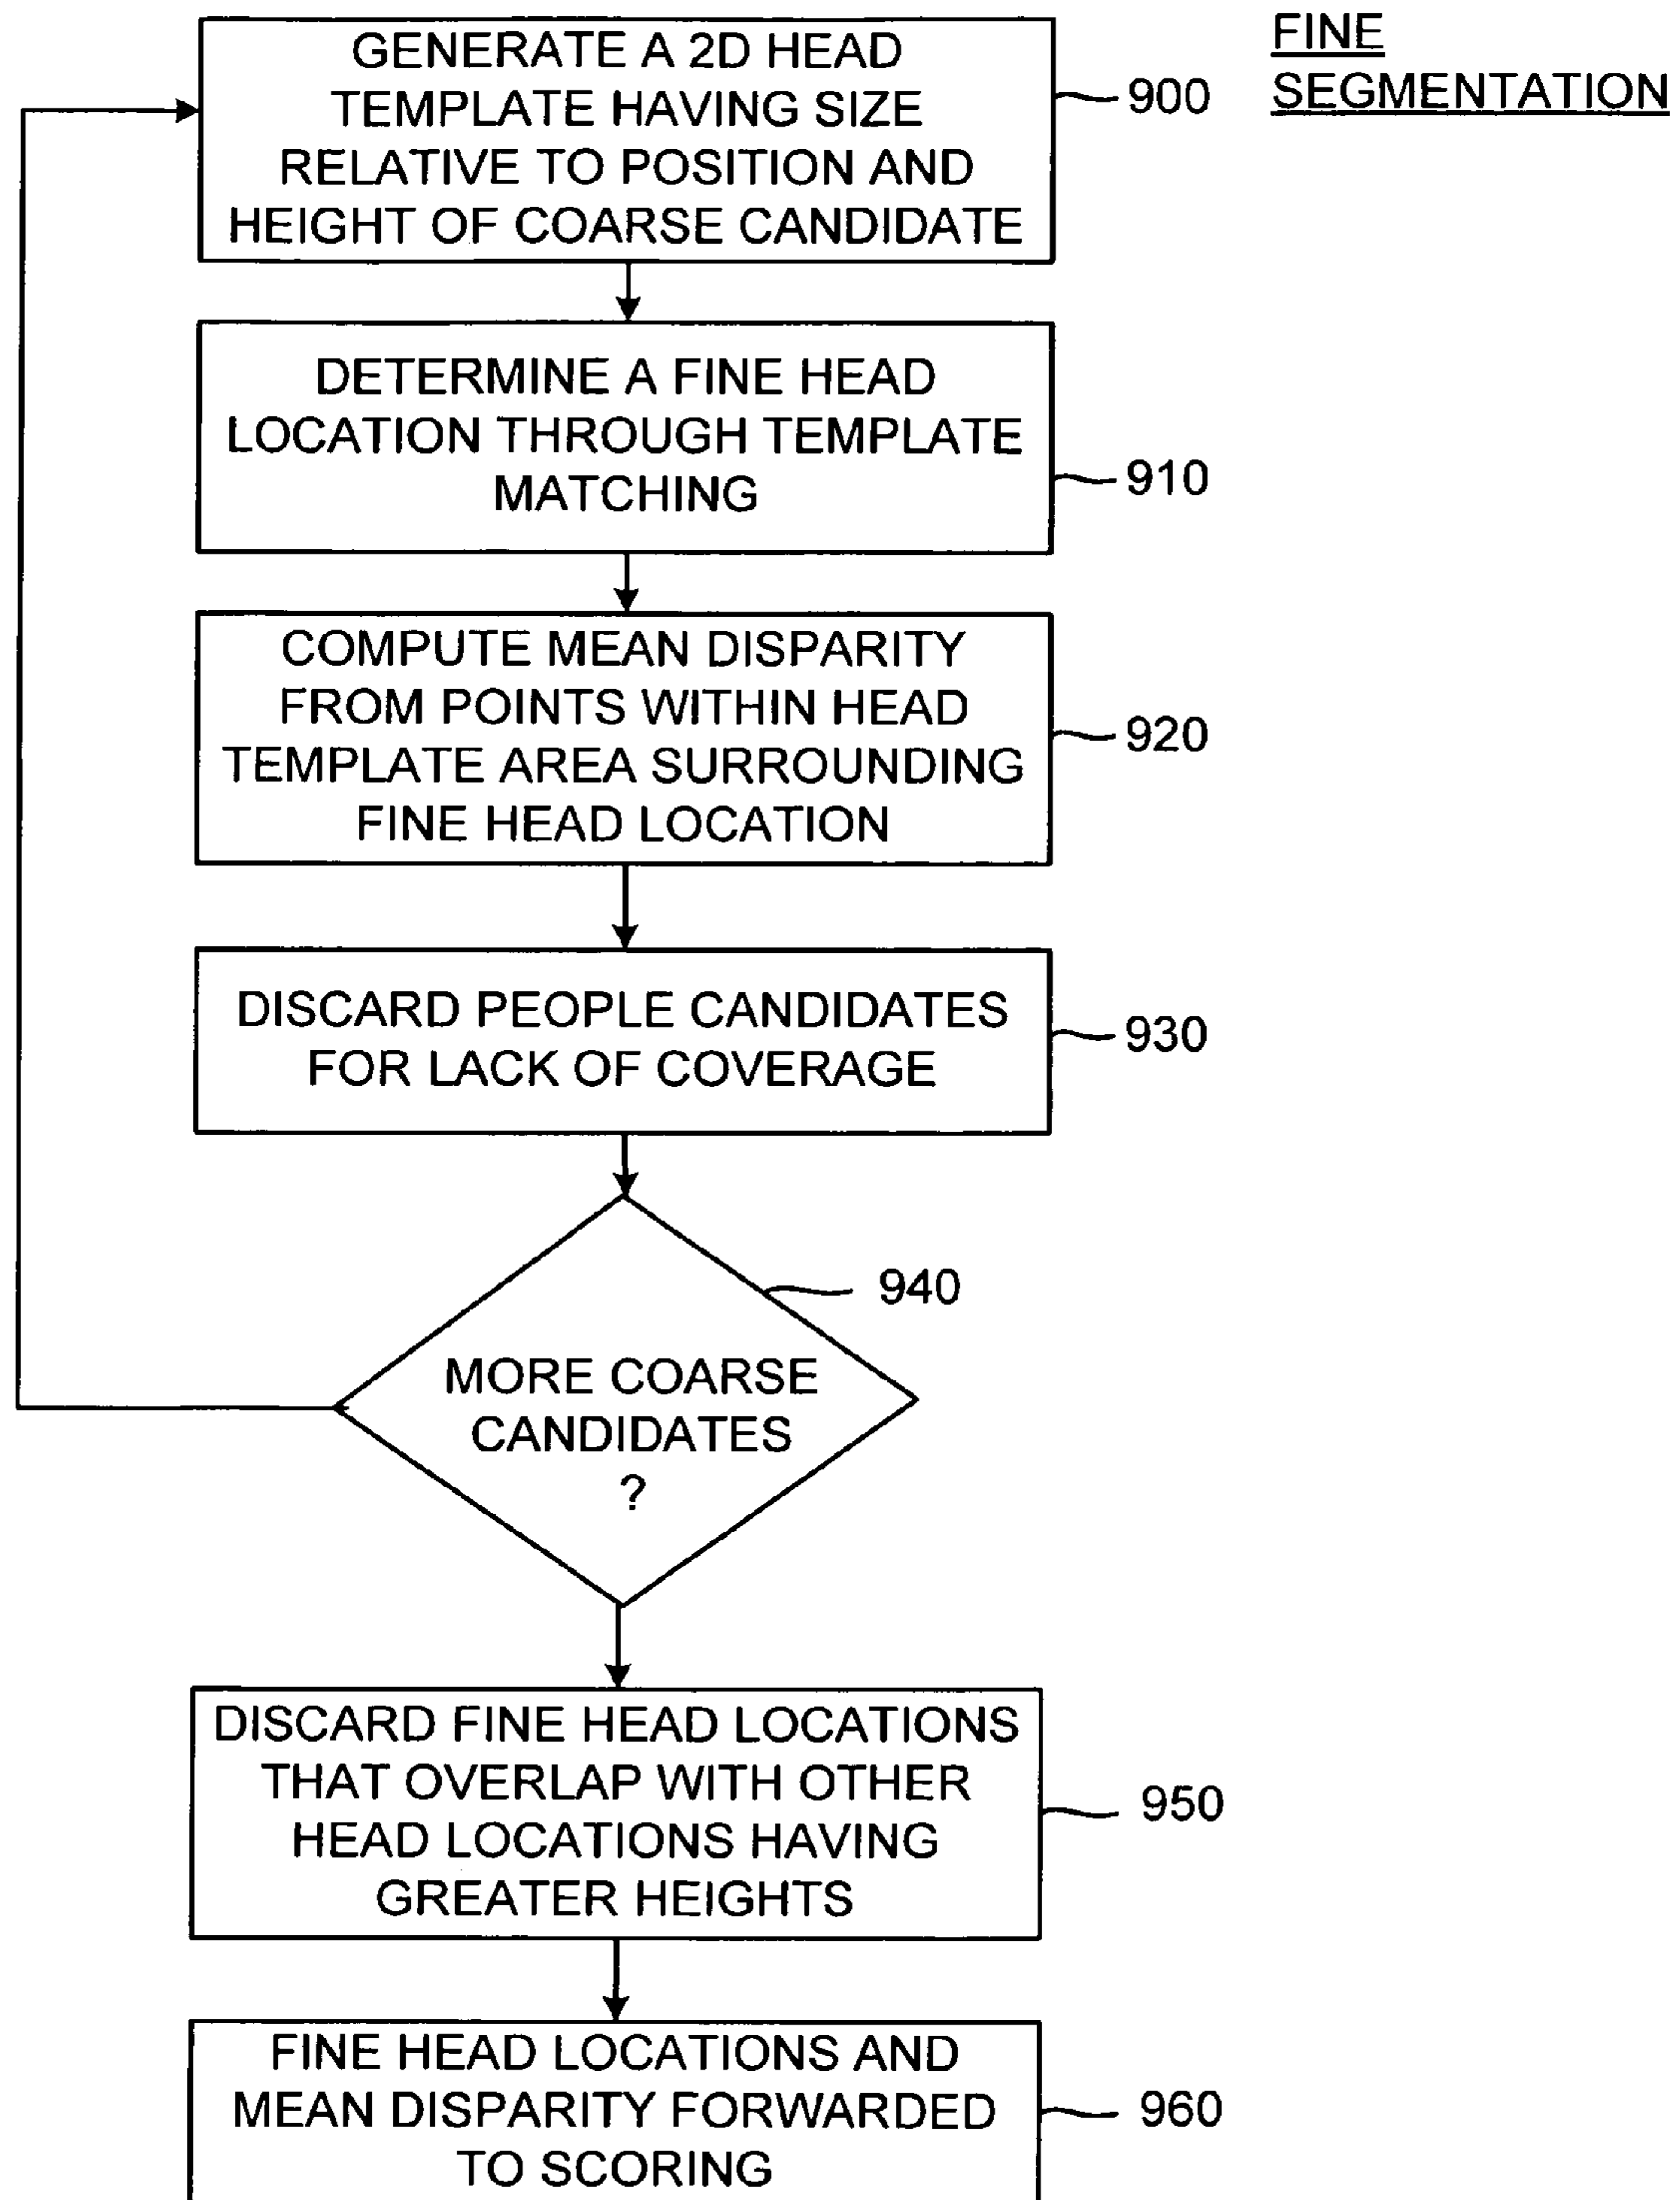 FINE
SEGMENTATION
GENERATE A 2D HEAD
TEMPLATE HAVING SIZE
RELATIVE TO POSITION AND
HEIGHT OF COARSE CANDIDATE
900
DETERMINE A FINE HEAD
LOCATION THROUGH TEMPLATE
MATCHING
910
COMPUTE MEAN DISPARITY
FROM POINTS WITHIN HEAD
TEMPLATE AREA SURROUNDING
FINE HEAD LOCATION
920
DISCARD PEOPLE CANDIDATES
FOR LACK OF COVERAGE
930
940
MORE COARSE
CANDIDATES
?
DISCARD FINE HEAD LOCATIONS
THAT OVERLAP WITH OTHER
HEAD LOCATIONS HAVING
GREATER HEIGHTS
950
FINE HEAD LOCATIONS AND
MEAN DISPARITY FORWARDED
TO SCORING
960